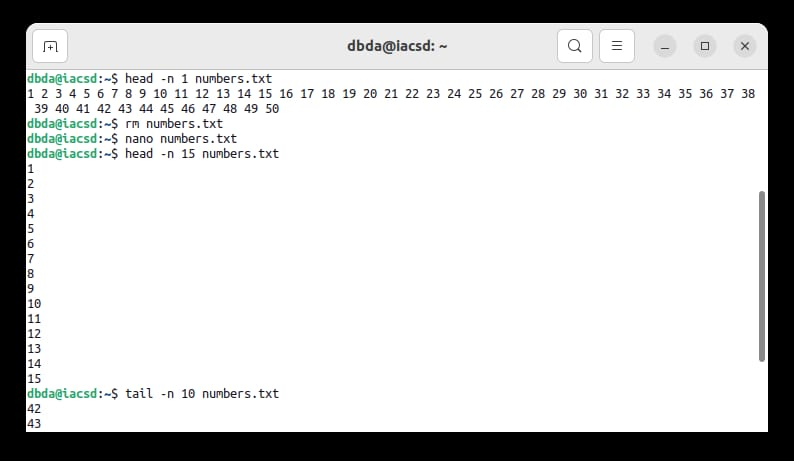 dbda@iacsd: ~
dbda@iacsd:~$ head -n 1 numbers.txt
1 2 3 4 5 6 7 8 9 10 11 12 13 14 15 16 17 18 19 20 21 22 23 24 25 26 27 28 29 30 31 32 33 34 35 36 37 38
 39 40 41 42 43 44 45 46 47 48 49 50
dbda@iacsd:~$ rm numbers.txt
dbda@iacsd:~$ nano numbers.txt
dbda@iacsd:~$ head -n 15 numbers.txt
1
2
3
4
5
6
7
8
9
10
11
12
13
14
15
dbda@iacsd:~$ tail -n 10 numbers.txt
42
43